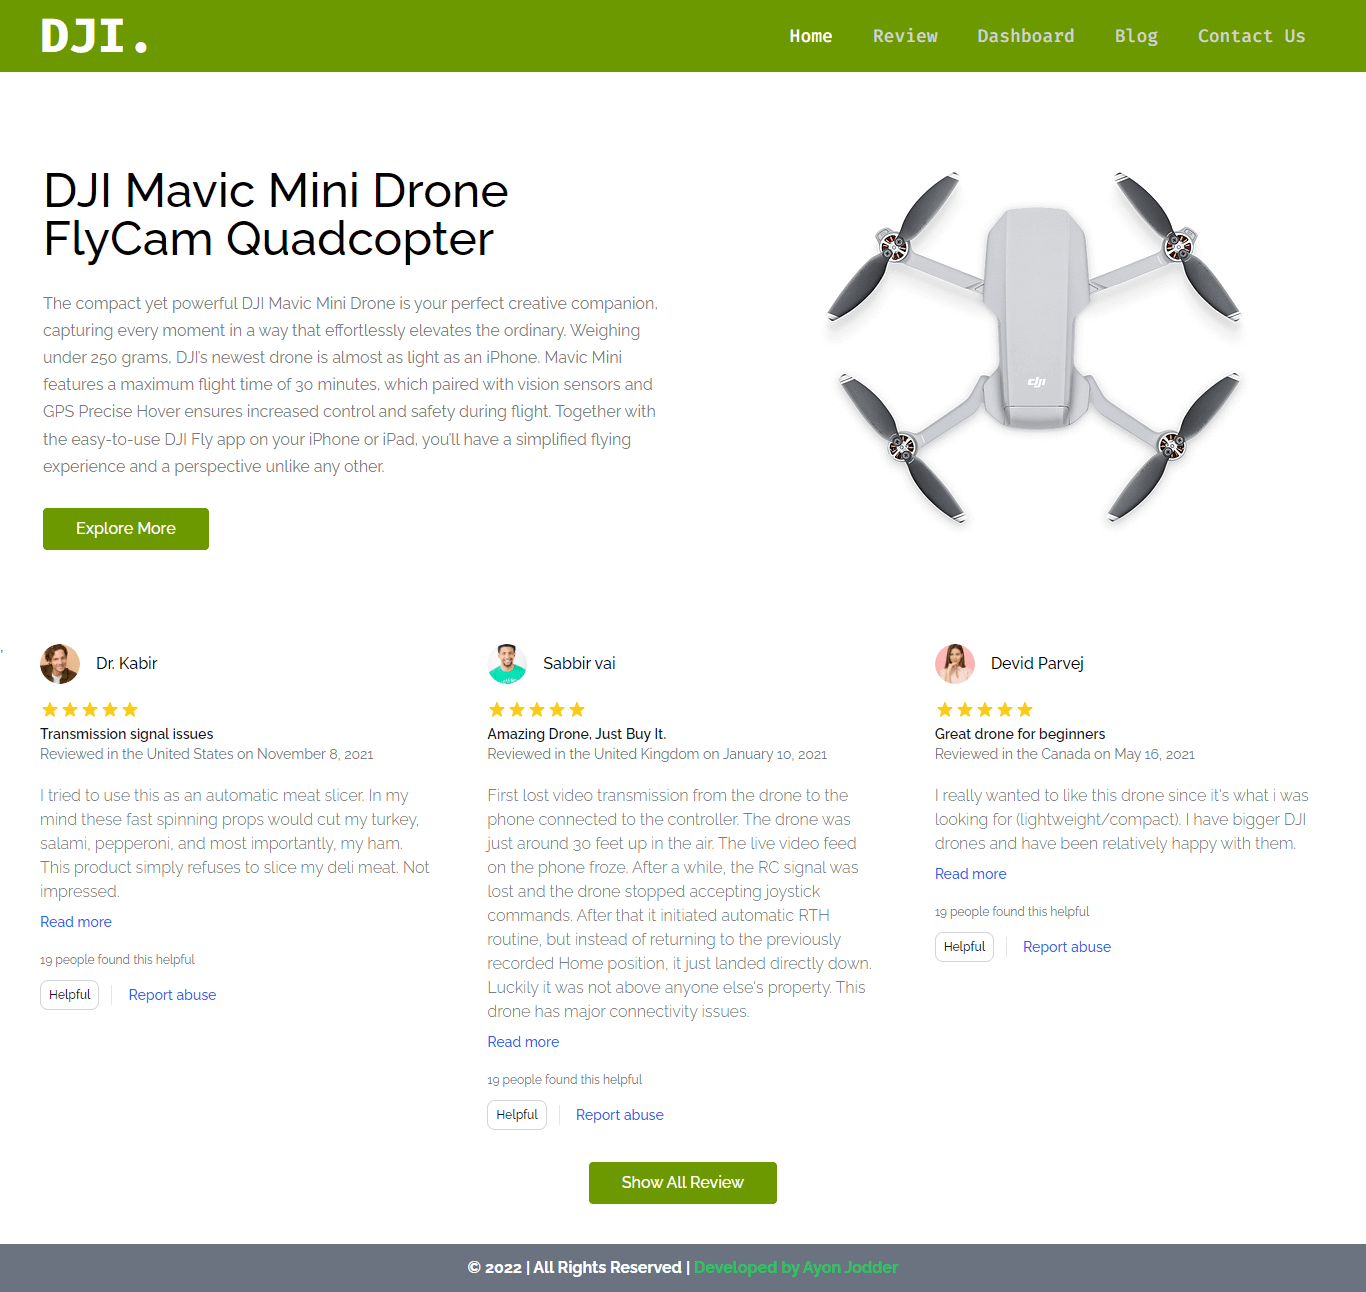 DJI.
Home Review Dashboard Blog Contact Us
DJI Mavic Mini Drone
FlyCam Quadcopter
The compact yet powerful DJI Mavic Mini Drone is your perfect creative companion,
capturing every moment in a way that effortlessly elevates the ordinary. Weighing
under 250 grams, DJI's newest drone is almost as light as an iPhone. Mavic Mini
features a maximum flight time of 30 minutes, which paired with vision sensors and
GPS Precise Hover ensures increased control and safety during flight. Together with
the easy-to-use DJI Fly app on your iPhone or iPad, you'll have a simplified flying
experience and a perspective unlike any other.
Explore More
dji
Dr. Kabir
Transmission signal issues
Reviewed in the United States on November 8, 2021
I tried to use this as an automatic meat slicer. In my
mind these fast spinning props would cut my turkey,
salami, pepperoni, and most importantly, my ham.
This product simply refuses to slice my deli meat. Not
impressed.
Read more
19 people found this helpful
Helpful
Report abuse
Sabbir vai
Amazing Drone, Just Buy It.
Reviewed in the United Kingdom on January 10, 2021
First lost video transmission from the drone to the
phone connected to the controller. The drone was
just around 30 feet up in the air. The live video feed
on the phone froze. After a while, the RC signal was
lost and the drone stopped accepting joystick
commands. After that it initiated automatic RTH
routine, but instead of returning to the previously
recorded Home position, it just landed directly down.
Luckily it was not above anyone else's property. This
drone has major connectivity issues.
Read more
19 people found this helpful
Helpful
Report abuse
Devid Parvej
Great drone for beginners
Reviewed in the Canada on May 16, 2021
I really wanted to like this drone since it's what i was
looking for (lightweight/compact). I have bigger DJI
drones and have been relatively happy with them.
Read more
19 people found this helpful
Helpful
Report abuse
Show All Review
© 2022 | All Rights Reserved | Developed by Ayon Jodder